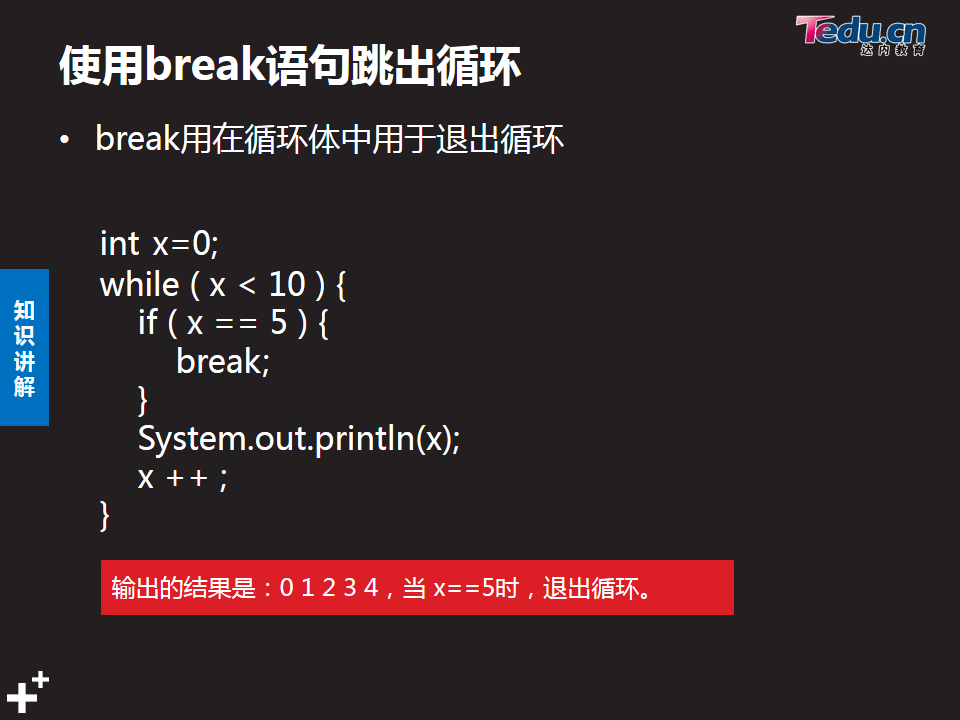 Tedu.cn
达内教育
使用break语句跳出循环
• break用在循环体中用于退出循环
int x=0;
while ( x < 10 ) {
if ( x == 5 ) {
break;
}
System.out.println(x);
x ++ ;
}
知识讲解
输出的结果是：0 1 2 3 4，当 x==5时，退出循环。